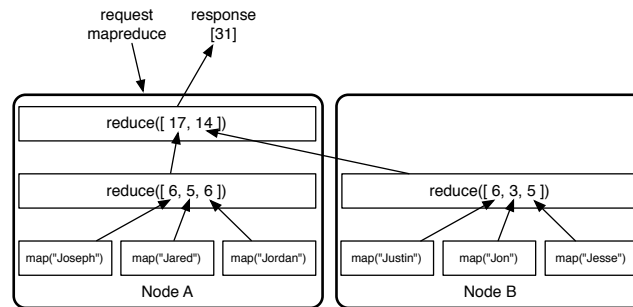 request
mapreduce
response
[31]
reduce([ 17, 14 ])
reduce([ 6, 5, 6 ])
reduce([ 6, 3, 5 ])
map("Joseph")
map("Jared")
map("Jordan")
map("Justin")
map("Jon")
map("Jesse")
Node A
Node B